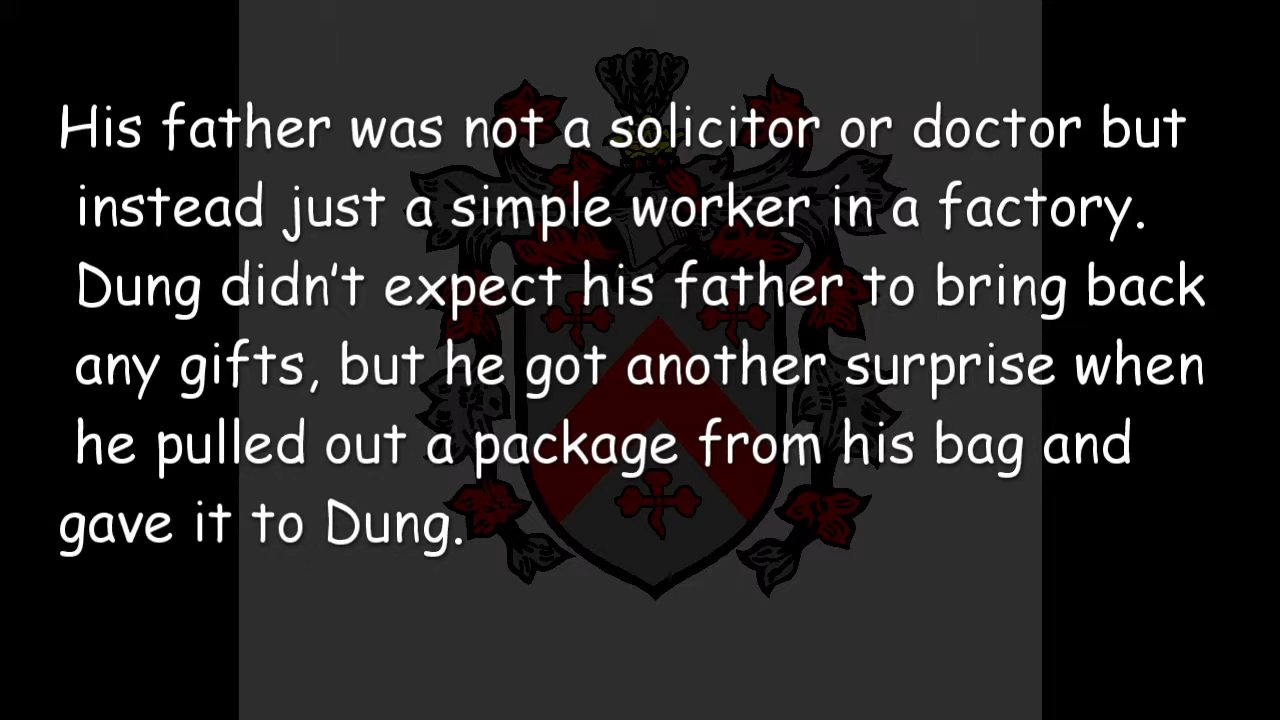 His father was not a solicitor or doctor but
instead just a simple worker in a factory.
Dung didn't expect his father to bring back
any gifts, but he got another surprise when
he pulled out a package from his bag and
gave it to Dung.